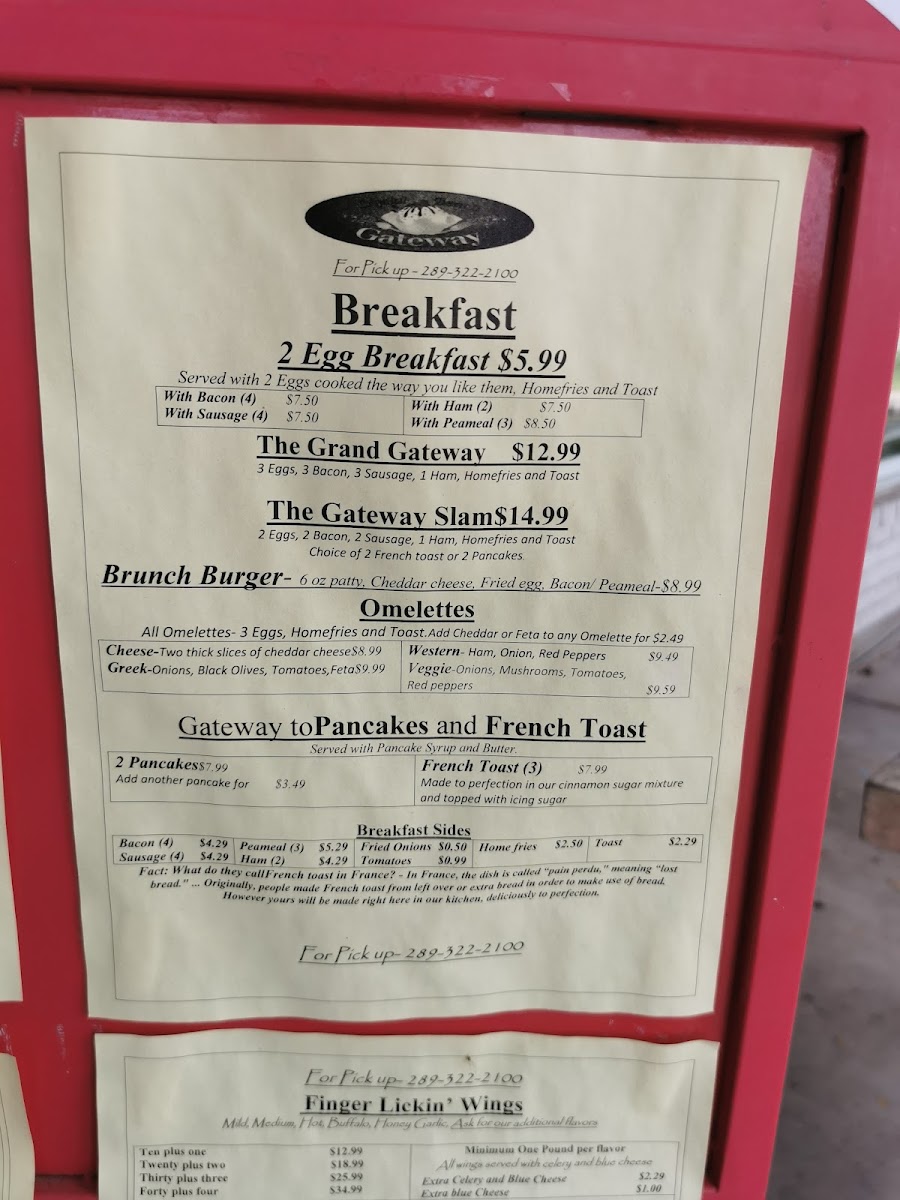 Gateway
For Pick up - 289-322-2100
Breakfast
2 Egg Breakfast $5.99
Served with 2 Eggs cooked the way you like them, Homefries and Toast
With Bacon (4) $7.50
With Sausage (4) $7.50
With Ham (2) $7.50
With Peameal (3) $8.50
The Grand Gateway $12.99
3 Eggs, 3 Bacon, 3 Sausage, 1 Ham, Homefries and Toast
The Gateway Slam$14.99
2 Eggs, 2 Bacon, 2 Sausage, 1 Ham, Homefries and Toast
Choice of 2 French toast or 2 Pancakes.
Brunch Burger- 6 oz patty, Cheddar cheese, Fried egg, Bacon/ Peameal-$8.99
Omelettes
All Omelettes- 3 Eggs, Homefries and Toast.Add Cheddar or Feta to any Omelette for $2.49
Cheese-Two thick slices of cheddar cheese$8.99
Greek-Onions, Black Olives, Tomatoes,Feta$9.99
Western- Ham, Onion, Red Peppers $9.49
Veggie-Onions, Mushrooms, Tomatoes,
Red peppers $9.59
Gateway toPancakes and French Toast
Served with Pancake Syrup and Butter.
2 Pancakes$7.99
Add another pancake for $3.49
French Toast (3) $7.99
Made to perfection in our cinnamon sugar mixture
and topped with icing sugar
Breakfast Sides
Bacon (4) $4.29
Sausage (4) $4.29
Peameal (3) $5.29
Ham (2) $4.29
Fried Onions $0.50
Tomatoes $0.99
Home fries $2.50
Toast $2.29
Fact: What do they callFrench toast in France? - In France, the dish is called "pain perdu," meaning "lost
bread." ... Originally, people made French toast from left over or extra bread in order to make use of bread.
However yours will be made right here in our kitchen, deliciously to perfection.
For Pick up- 289-322-2100
For Pick up- 289-322-2100
Finger Lickin' Wings
Mild, Medium, Hot, Buffalo, Honey Garlic, Ask for our additional flavors
Ten plus one $12.99
Twenty plus two $18.99
Thirty plus three $25.99
Forty plus four $34.99
Minimum One Pound per flavor
All wings served with celery and blue cheese
Extra Celery and Blue Cheese $2.29
Extra blue Cheese $1.00